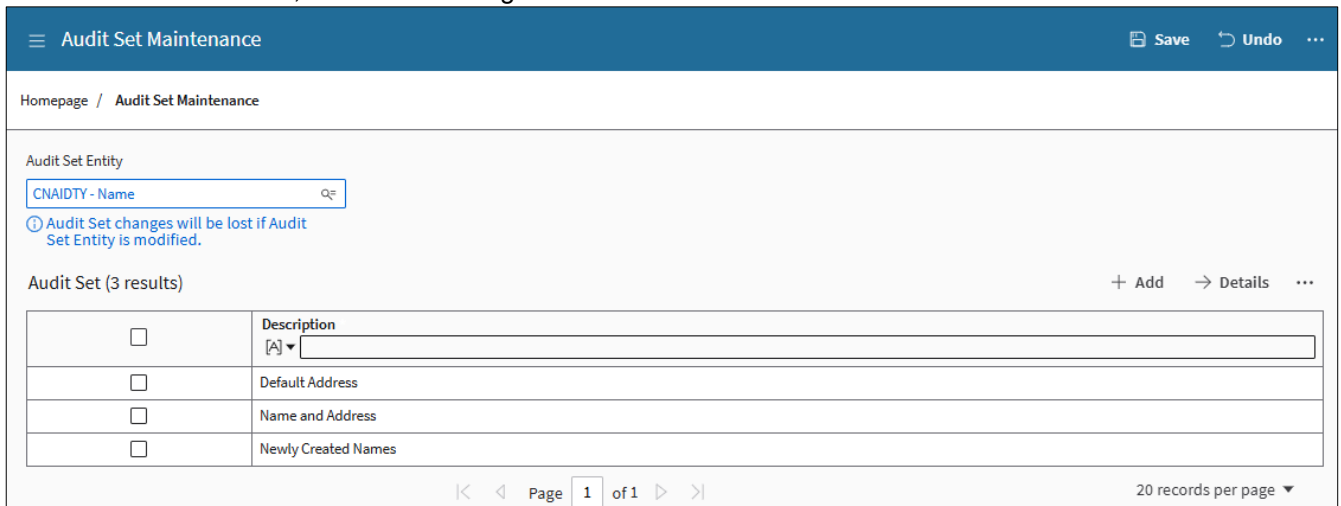 Audit Set Maintenance
Save Undo ...
Homepage / Audit Set Maintenance
Audit Set Entity
CNAIDTY - Name
Audit Set changes will be lost if Audit
Set Entity is modified.
Audit Set (3 results)
+ Add → Details ...
Description
[A]
Default Address
Name and Address
Newly Created Names
Page 1 of 1
20 records per page